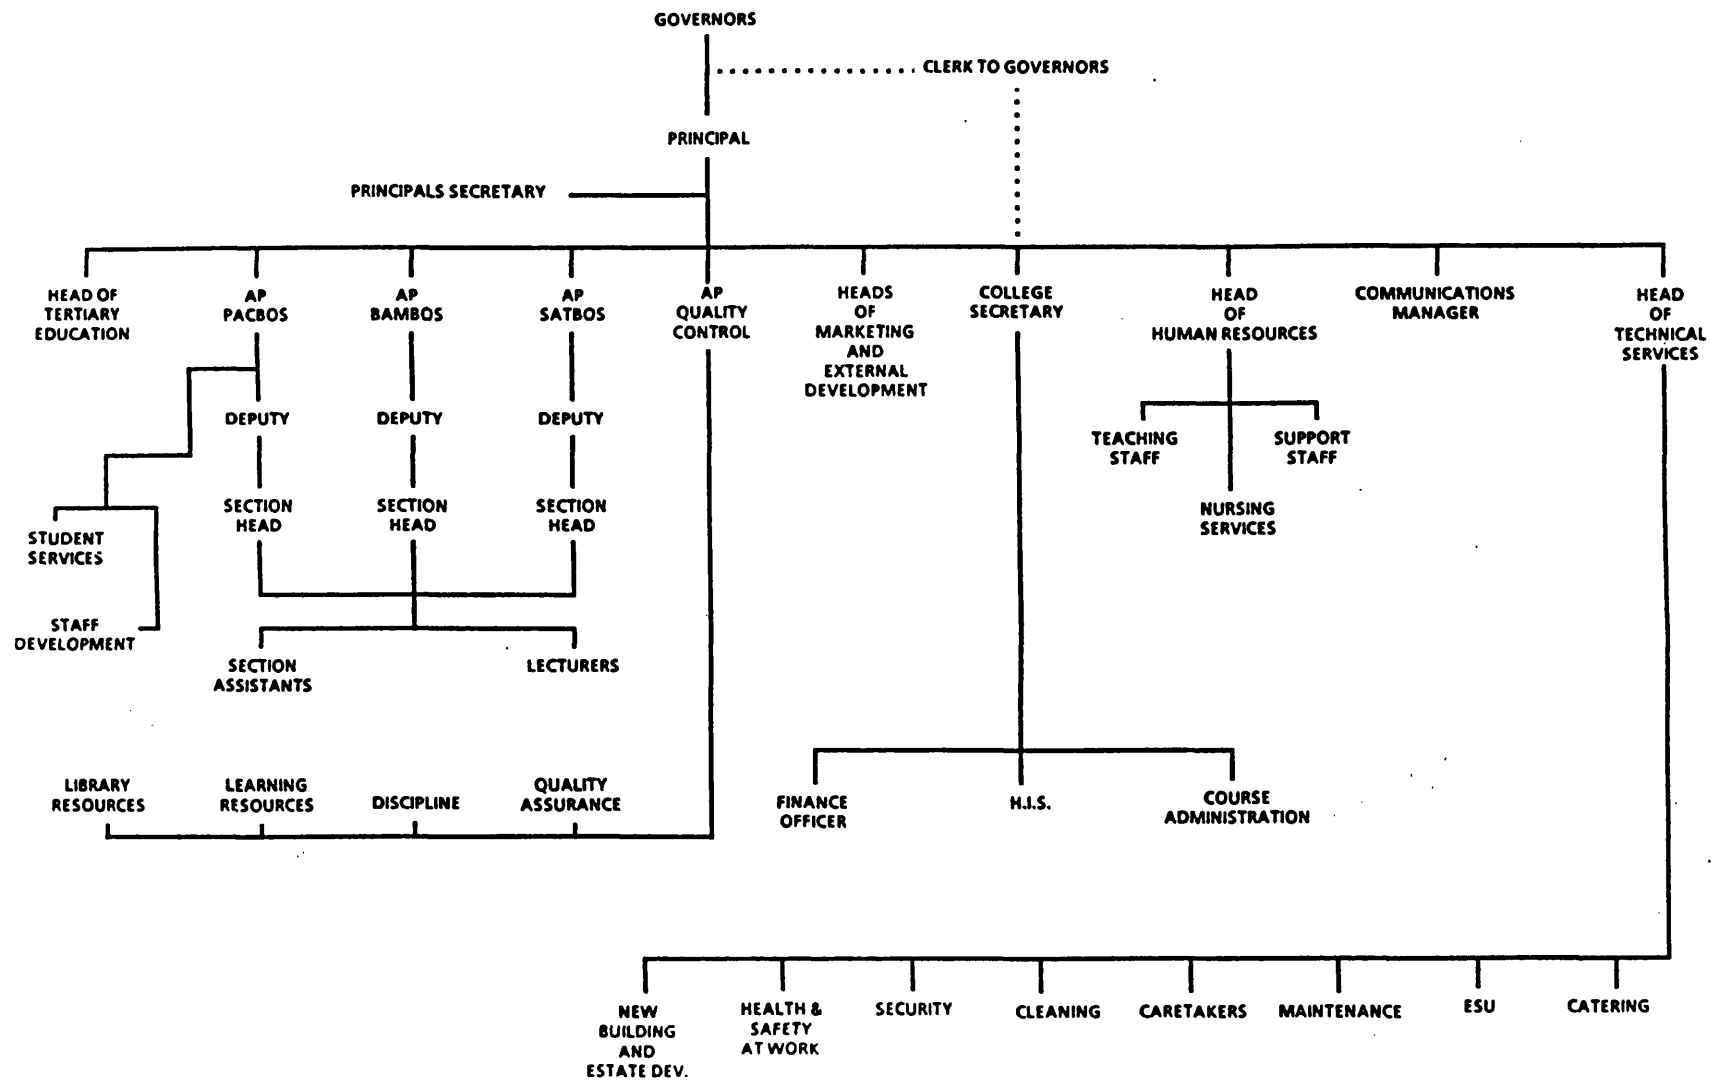 GOVERNORS
CLERK TO GOVERNORS
PRINCIPAL
PRINCIPALS SECRETARY
HEAD OF
TERTIARY
EDUCATION
AP
PACBOS
AP
BAMBOS
AP
SATBOS
AP
QUALITY
CONTROL
HEADS
OF
MARKETING
AND
EXTERNAL
DEVELOPMENT
COLLEGE
SECRETARY
HEAD
OF
HUMAN RESOURCES
COMMUNICATIONS
MANAGER
HEAD
OF
TECHNICAL
SERVICES
DEPUTY
DEPUTY
DEPUTY
TEACHING
STAFF
SUPPORT
STAFF
SECTION
HEAD
SECTION
HEAD
SECTION
HEAD
NURSING
SERVICES
STUDENT
SERVICES
STAFF
DEVELOPMENT
SECTION
ASSISTANTS
LECTURERS
LIBRARY
RESOURCES
LEARNING
RESOURCES
DISCIPLINE
QUALITY
ASSURANCE
FINANCE
OFFICER
H.I.S.
COURSE
ADMINISTRATION
NEW
BUILDING
AND
ESTATE DEV.
HEALTH &
SAFETY
AT WORK
SECURITY
CLEANING
CARETAKERS
MAINTENANCE
ESU
CATERING